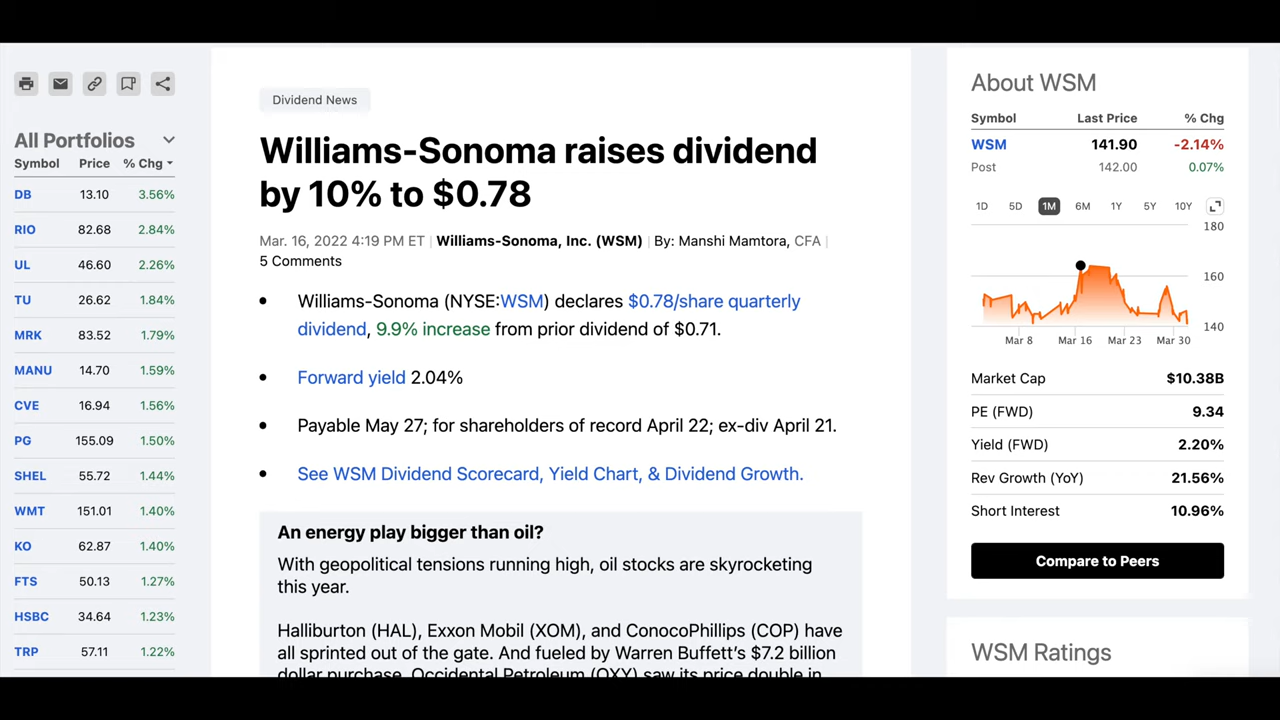 All Portfolios
Symbol Price % Chg
DB 13.10 3.56%
RIO 82.68 2.84%
UL 46.60 2.26%
TU 26.62 1.84%
MRK 83.52 1.79%
MANU 14.70 1.59%
CVE 16.94 1.56%
PG 155.09 1.50%
SHEL 55.72 1.44%
WMT 151.01 1.40%
KO 62.87 1.40%
FTS 50.13 1.27%
HSBC 34.64 1.23%
TRP 57.11 1.22%
Dividend News
Williams-Sonoma raises dividend
by 10% to $0.78
Mar. 16, 2022 4:19 PM ET | Williams-Sonoma, Inc. (WSM) | By: Manshi Mamtora, CFA |
5 Comments
• Williams-Sonoma (NYSE:WSM) declares $0.78/share quarterly
dividend, 9.9% increase from prior dividend of $0.71.
• Forward yield 2.04%
• Payable May 27; for shareholders of record April 22; ex-div April 21.
• See WSM Dividend Scorecard, Yield Chart, & Dividend Growth.
An energy play bigger than oil?
With geopolitical tensions running high, oil stocks are skyrocketing
this year.
Halliburton (HAL), Exxon Mobil (XOM), and ConocoPhillips (COP) have
all sprinted out of the gate. And fueled by Warren Buffett's $7.2 billion
dollar purchase, Occidental Petroleum (OXY) saw its price double in
About WSM
Symbol Last Price % Chg
WSM 141.90 -2.14%
Post 142.00 0.07%
1D 5D 1M 6M 1Y 5Y 10Y
180
160
140
Mar 8 Mar 16 Mar 23 Mar 30
Market Cap $10.38B
PE (FWD) 9.34
Yield (FWD) 2.20%
Rev Growth (YoY) 21.56%
Short Interest 10.96%
Compare to Peers
WSM Ratings